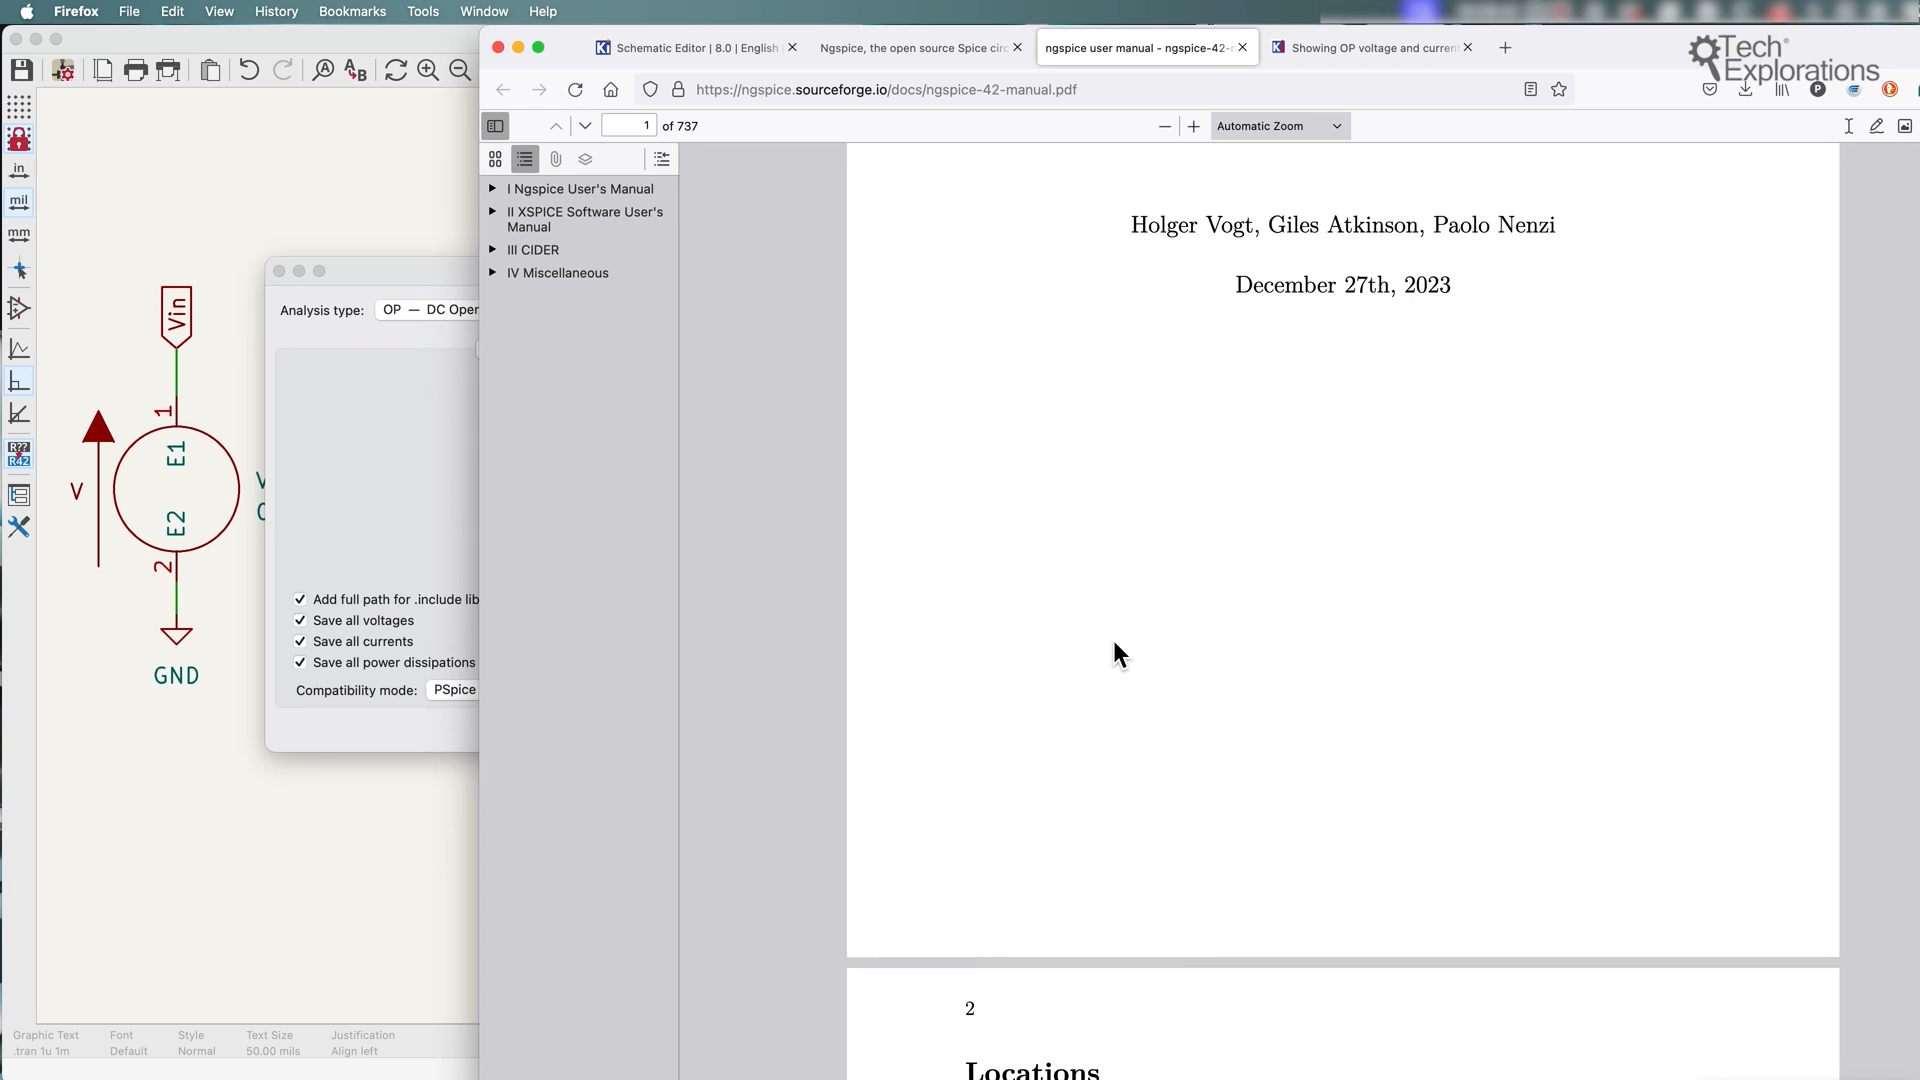 Firefox File Edit View History Bookmarks Tools Window Help
Schematic Editor | 8.0 | English
Ngspice, the open source Spice circ
ngspice user manual - ngspice-42-
Showing OP voltage and current
Tech
Explorations
https://ngspice.sourceforge.io/docs/ngspice-42-manual.pdf
1 of 737
Automatic Zoom
I Ngspice User's Manual
II XSPICE Software User's
Manual
III CIDER
IV Miscellaneous
Holger Vogt, Giles Atkinson, Paolo Nenzi
December 27th, 2023
2
Locations
in
mil
mm
R??
R42
Vin
1
E1
V
E2
2
GND
Analysis type: OP — DC Oper
Add full path for .include lib
Save all voltages
Save all currents
Save all power dissipations
Compatibility mode: PSpice
Graphic Text Font Style Text Size Justification
.tran 1u 1m Default Normal 50.00 mils Align left